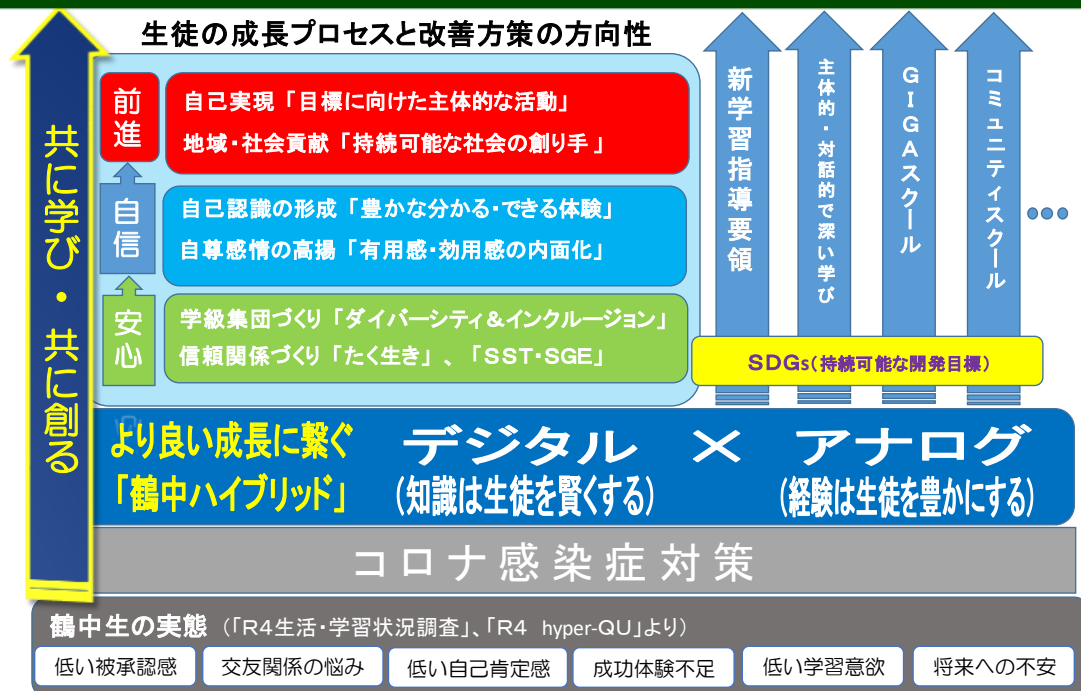 生徒の成長プロセスと改善方策の方向性
共に学び・共に創る
前進
自己実現「目標に向けた主体的な活動」
地域・社会貢献「持続可能な社会の創り手」
自信
自己認識の形成「豊かな分かる・できる体験」
自尊感情の高揚「有用感・効用感の内面化」
安心
学級集団づくり「ダイバーシティ＆インクルージョン」
信頼関係づくり「たく生き」、「ＳＳＴ・ＳＧＥ」
新学習指導要領
主体的・対話的で深い学び
ＧＩＧＡスクール
コミュニティスクール
SDGs（持続可能な開発目標）
より良い成長に繋ぐ
「鶴中ハイブリッド」
デジタル × アナログ
（知識は生徒を賢くする）
（経験は生徒を豊かにする）
コロナ感染症対策
鶴中生の実態（「R4生活・学習状況調査」、「R4 hyper-QU」より）
低い被承認感
交友関係の悩み
低い自己肯定感
成功体験不足
低い学習意欲
将来への不安